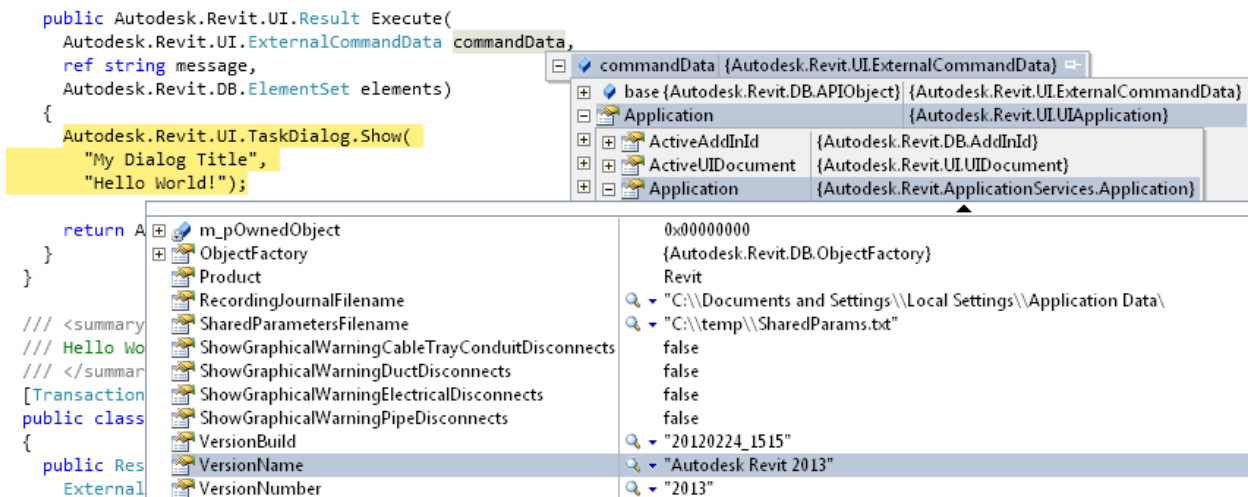 public Autodesk.Revit.UI.Result Execute(
Autodesk.Revit.UI.ExternalCommandData commandData,
ref string message,
Autodesk.Revit.DB.ElementSet elements)
{
Autodesk.Revit.UI.TaskDialog.Show(
"My Dialog Title",
"Hello World!");
return A
}
}
/// <summary
/// Hello Wo
/// </summar
[Transaction
public class
{
public Res
External
commandData {Autodesk.Revit.UI.ExternalCommandData}
base {Autodesk.Revit.DB.APIObject} {Autodesk.Revit.UI.ExternalCommandData}
Application {Autodesk.Revit.UI.UIApplication}
ActiveAddInId {Autodesk.Revit.DB.AddInId}
ActiveUIDocument {Autodesk.Revit.UI.UIDocument}
Application {Autodesk.Revit.ApplicationServices.Application}
m_pOwnedObject 0x00000000
ObjectFactory {Autodesk.Revit.DB.ObjectFactory}
Product Revit
RecordingJournalFilename "C:\\Documents and Settings\\Local Settings\\Application Data\
SharedParametersFilename "C:\\temp\\SharedParams.txt"
ShowGraphicalWarningCableTrayConduitDisconnects false
ShowGraphicalWarningDuctDisconnects false
ShowGraphicalWarningElectricalDisconnects false
ShowGraphicalWarningPipeDisconnects false
VersionBuild "20120224_1515"
VersionName "Autodesk Revit 2013"
VersionNumber "2013"